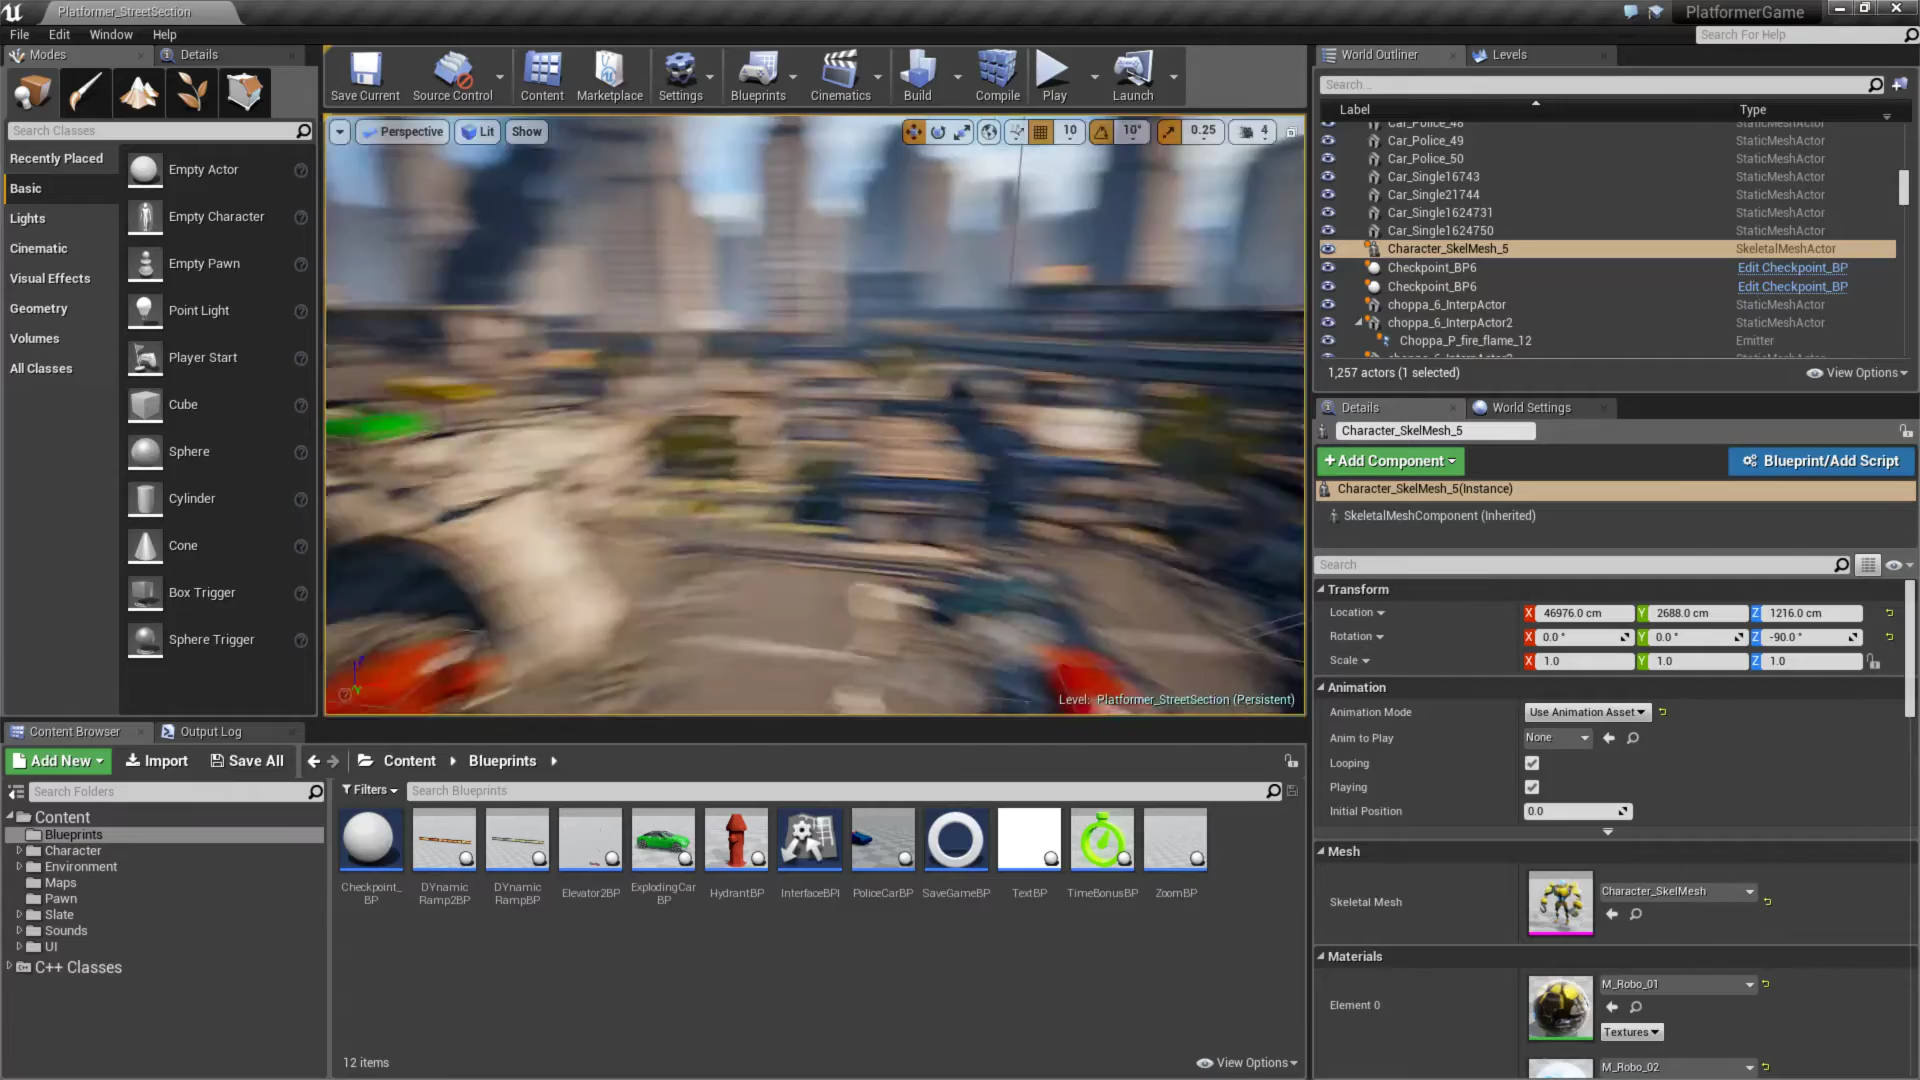 Platformer_StreetSection
PlatformerGame
File Edit Window Help
Search For Help
Modes
Details
Search Classes
Recently Placed
Basic
Lights
Cinematic
Visual Effects
Geometry
Volumes
All Classes
Empty Actor
Empty Character
Empty Pawn
Point Light
Player Start
Cube
Sphere
Cylinder
Cone
Box Trigger
Sphere Trigger
Save Current
Source Control
Content
Marketplace
Settings
Blueprints
Cinematics
Build
Compile
Play
Launch
Perspective
Lit
Show
10
10°
0.25
4
Level: Platformer_StreetSection (Persistent)
World Outliner
Levels
Search...
Label Type
Car_Police_48 StaticMeshActor
Car_Police_49 StaticMeshActor
Car_Police_50 StaticMeshActor
Car_Single16743 StaticMeshActor
Car_Single21744 StaticMeshActor
Car_Single1624731 StaticMeshActor
Car_Single1624750 StaticMeshActor
Character_SkelMesh_5 SkeletalMeshActor
Checkpoint_BP6 Edit Checkpoint_BP
Checkpoint_BP6 Edit Checkpoint_BP
choppa_6_InterpActor StaticMeshActor
choppa_6_InterpActor2 StaticMeshActor
Choppa_P_fire_flame_12 Emitter
1,257 actors (1 selected)
View Options
Details
World Settings
Character_SkelMesh_5
+Add Component
Blueprint/Add Script
Character_SkelMesh_5(Instance)
SkeletalMeshComponent (Inherited)
Search
Transform
Location X 46976.0 cm Y 2688.0 cm Z 1216.0 cm
Rotation X 0.0 ° Y 0.0 ° Z -90.0 °
Scale X 1.0 Y 1.0 Z 1.0
Animation
Animation Mode Use Animation Asset
Anim to Play None
Looping
Playing
Initial Position 0.0
Mesh
Skeletal Mesh Character_SkelMesh
Materials
Element 0 M_Robo_01
Textures
M_Robo_02
Content Browser
Output Log
Add New
Import
Save All
Content
Blueprints
Search Folders
Filters
Search Blueprints
Content
Blueprints
Character
Environment
Maps
Pawn
Slate
Sounds
UI
C++ Classes
Checkpoint_
BP
DYnamic
Ramp2BP
DYnamic
RampBP
Elevator2BP
ExplodingCar
BP
HydrantBP
InterfaceBPI
PoliceCarBP
SaveGameBP
TextBP
TimeBonusBP
ZoomBP
12 items
View Options